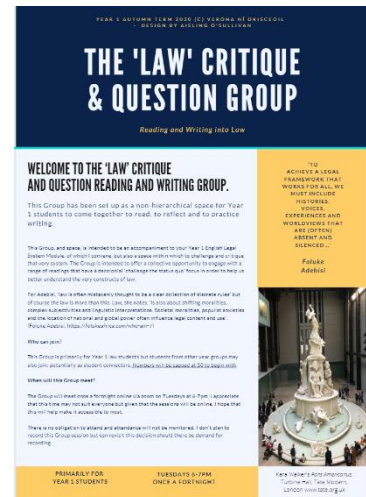 YEAR 1 AUTUMN TERM 2020 (C) VERONA NÍ DRISCEOIL
- DESIGN BY AISLING O'SULLIVAN
THE 'LAW' CRITIQUE
& QUESTION GROUP
Reading and Writing into Law
WELCOME TO THE 'LAW' CRITIQUE
AND QUESTION READING AND WRITING GROUP.
This Group has been set up as a non-hierarchical space for Year
1 students to come together to read, to reflect and to practice
writing.
This Group, and space, is intended to be an accompaniment to your Year 1 English Legal
System Module, of which I convene, but also a space within which to challenge and critique
that very system. The Group is intended to offer a collective opportunity to engage with a
range of readings that have a decolonial 'challenge the status quo' focus in order to help us
better understand the very constructs of law.
For Adebisi, 'law is often mistakenly thought to be a clear collection of discrete rules' but
of course the law is more than this. Law, she notes, 'is also about shifting moralities,
complex subjectivities and linguistic interpretations. Societal moralities, populist anxieties
and the location of national and global power often influence legal content and use'.
(Foluke Adebisi, https://folukeafrica.com/who-am-i/)
Who can join?
This Group is primarily for Year 1 law students but students from other year groups may
also join, potentially as student connectors. Numbers will be capped at 50 to begin with.
When will this Group meet?
The Group will meet once a fortnight online via zoom on Tuesdays at 6-7pm. I appreciate
that this time may not suit everyone but given that the sessions will be online, I hope that
this will help make it accessible to most.
There is no obligation to attend and attendance will not be monitored. I don't plan to
record this Group session but can revisit this decision should there be demand for
recording.
PRIMARILY FOR
YEAR 1 STUDENTS
TUESDAYS 6-7PM
ONCE A FORTNIGHT
'TO
ACHIEVE A LEGAL
FRAMEWORK THAT
WORKS FOR ALL, WE
MUST INCLUDE
HISTORIES,
VOICES,
EXPERIENCES AND
WORLDVIEWS THAT
ARE (OFTEN)
ABSENT AND
SILENCED...'
Foluke
Adebisi
Kara Walker's Fons Americanus,
Turbine Hall, Tate Modern,
London www.tate.org.uk